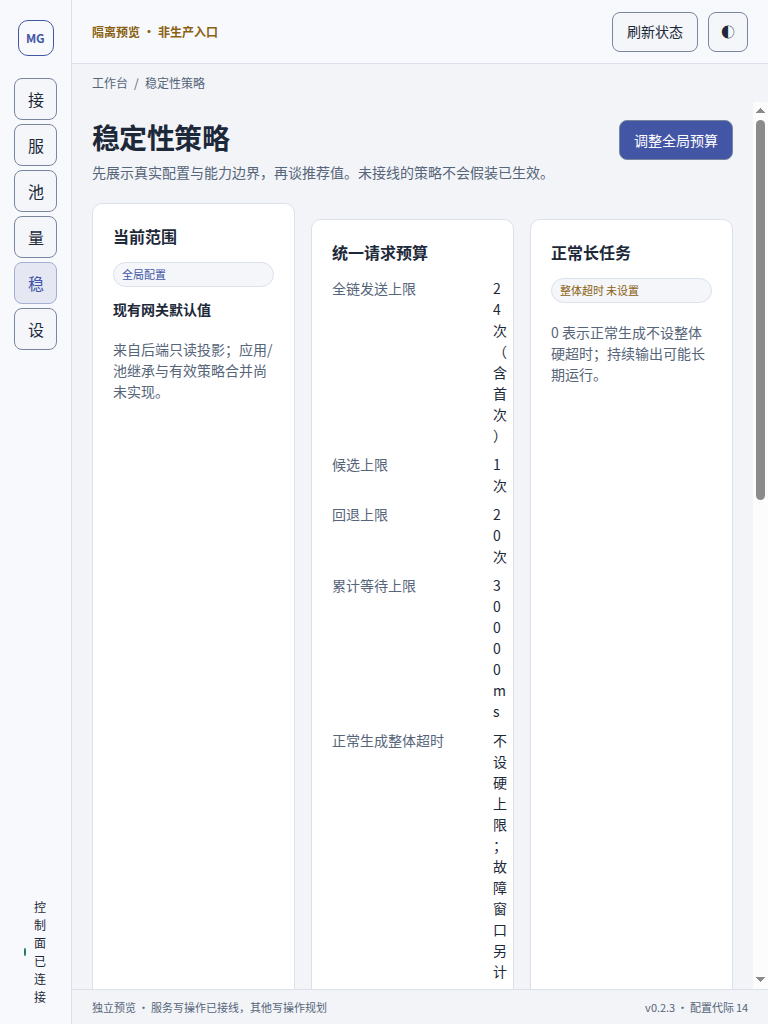 MG
接
服
池
量
稳
设
控
制
面
已
连
接
隔离预览 · 非生产入口
刷新状态
工作台 / 稳定性策略
稳定性策略
调整全局预算
先展示真实配置与能力边界，再谈推荐值。未接线的策略不会假装已生效。
当前范围
全局配置
现有网关默认值
来自后端只读投影；应用/
池继承与有效策略合并尚
未实现。
统一请求预算
全链发送上限
2
4
次
（
含
首
次
）
候选上限
1
次
回退上限
2
0
次
累计等待上限
3
0
0
0
0
m
s
正常生成整体超时
不
设
硬
上
限
；
故
障
窗
口
另
计
正常长任务
整体超时 未设置
0 表示正常生成不设整体
硬超时；持续输出可能长
期运行。
独立预览 · 服务写操作已接线，其他写操作规划
v0.2.3 · 配置代际 14